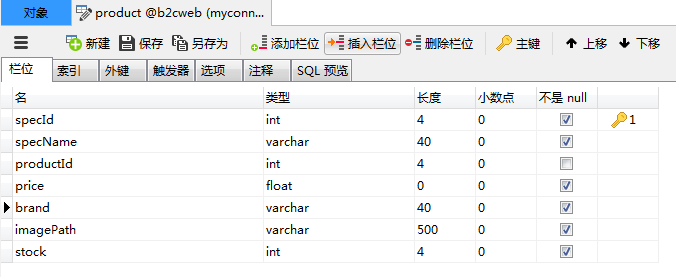 对象 product @b2cweb (myconn...
新建 保存 另存为 添加栏位 插入栏位 删除栏位 主键 上移 下移
栏位 索引 外键 触发器 选项 注释 SQL 预览
名 类型 长度 小数点 不是 null
specId int 4 0 1
specName varchar 40 0
productId int 4 0
price float 0 0
brand varchar 40 0
imagePath varchar 500 0
stock int 4 0